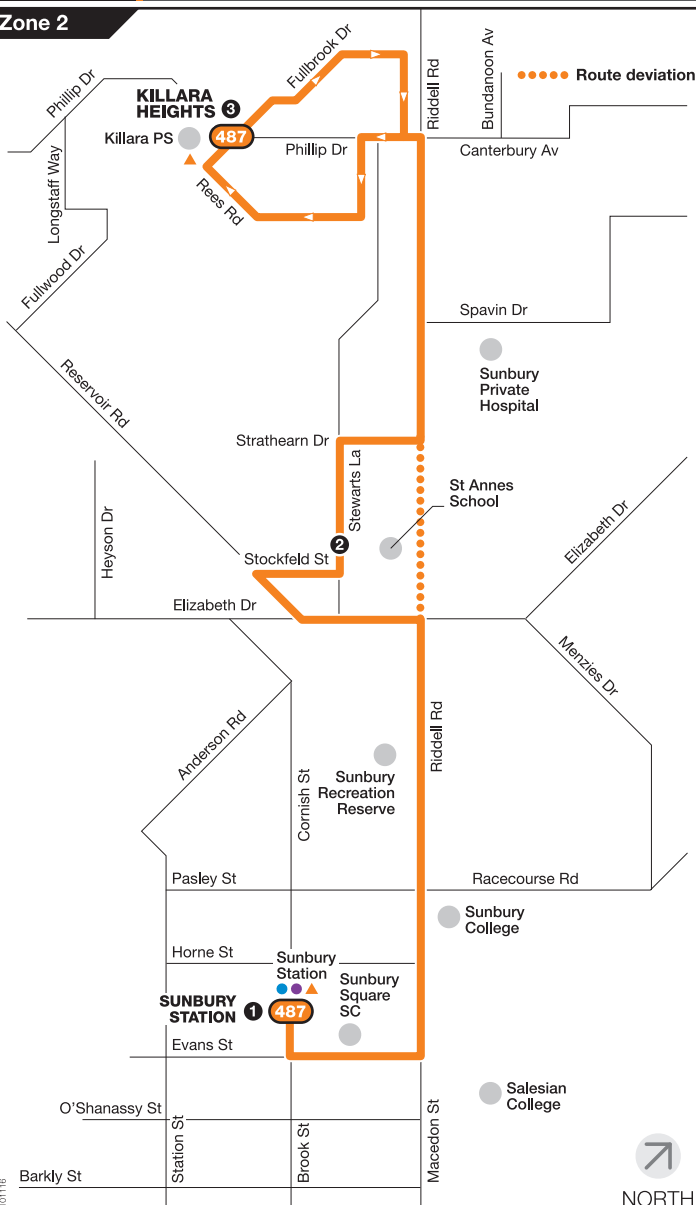 Zone 2
Fullbrook Dr
Riddell Rd
Bundanoon Av
Route deviation
Phillip Dr
KILLARA
HEIGHTS 3
487
Killara PS
Phillip Dr
Canterbury Av
Longstaff Way
Rees Rd
Fullwood Dr
Spavin Dr
Sunbury
Private
Hospital
Reservoir Rd
Strathearn Dr
Stewarts La
St Annes
School
Heyson Dr
2
Elizabeth Dr
Stockfeld St
Elizabeth Dr
Menzies Dr
Anderson Rd
Riddell Rd
Cornish St
Sunbury
Recreation
Reserve
Pasley St
Racecourse Rd
Sunbury
College
Horne St
Sunbury
Station
Sunbury
Square
SC
SUNBURY
STATION 1
487
Evans St
Salesian
College
O'Shanassy St
Station St
Brook St
Macedon St
Barkly St
NORTH